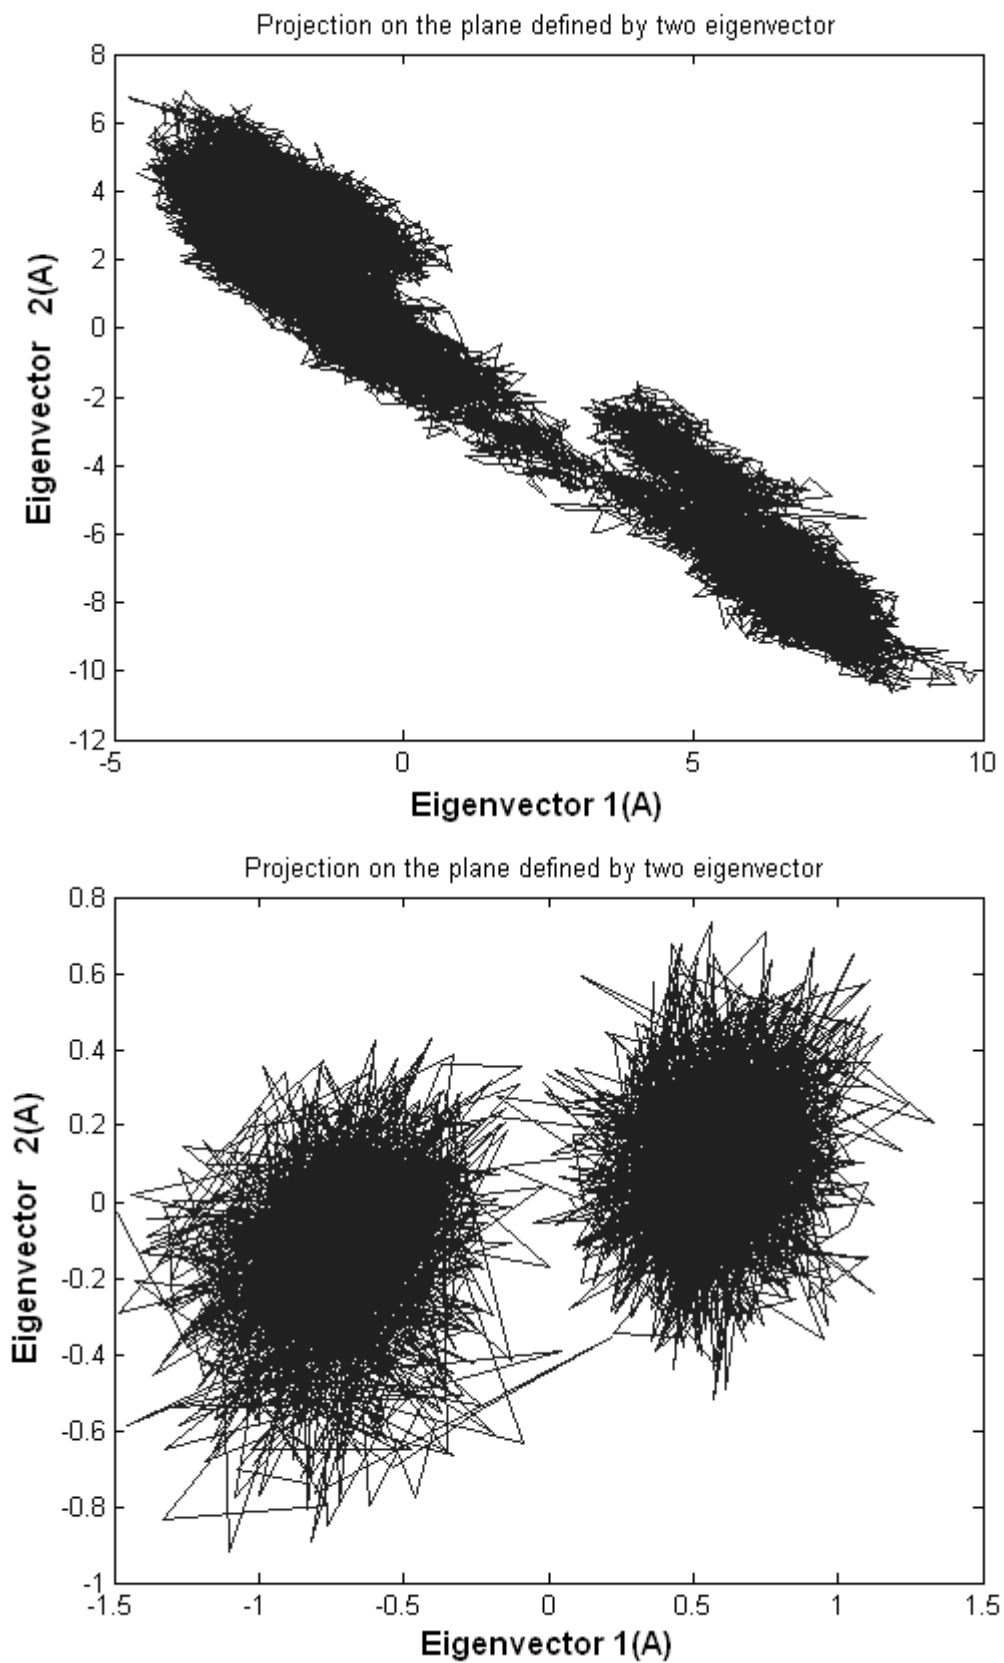 Projection on the plane defined by two eigenvector
8
6
4
2
0
-2
-4
-6
-8
-10
-12
Eigenvector 2(A)
-5 0 5 10
Eigenvector 1(A)
Projection on the plane defined by two eigenvector
0.8
0.6
0.4
0.2
0
-0.2
-0.4
-0.6
-0.8
-1
Eigenvector 2(A)
-1.5 -1 -0.5 0 0.5 1 1.5
Eigenvector 1(A)